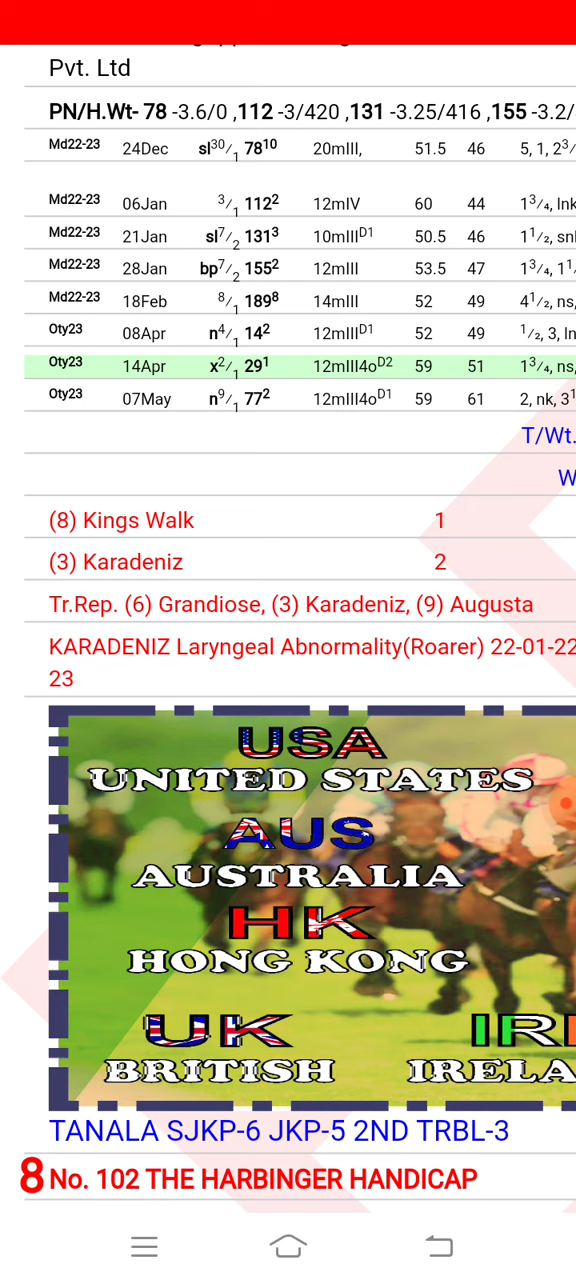 Pvt. Ltd
PN/H.Wt- 78 -3.6/0 ,112 -3/420 ,131 -3.25/416 ,155 -3.2/
Md22-23 24Dec sl30/1 7810 20mIII, 51.5 46 5, 1, 23/
Md22-23 06Jan 3/1 1122 12mIV 60 44 13/4, lnk
Md22-23 21Jan sl7/2 1313 10mIIID1 50.5 46 11/2, snl
Md22-23 28Jan bp7/2 1552 12mIII 53.5 47 13/4, 11
Md22-23 18Feb 8/1 1898 14mIII 52 49 41/2, ns,
Oty23 08Apr n4/1 142 12mIIID1 52 49 1/2, 3, ln
Oty23 14Apr x2/1 291 12mIII4oD2 59 51 13/4, ns,
Oty23 07May n9/1 772 12mIII4oD1 59 61 2, nk, 31
T/Wt.
W
(8) Kings Walk 1
(3) Karadeniz 2
Tr.Rep. (6) Grandiose, (3) Karadeniz, (9) Augusta
KARADENIZ Laryngeal Abnormality(Roarer) 22-01-22
23
USA
UNITED STATES
AUS
AUSTRALIA
HK
HONG KONG
UK IRE
BRITISH IRELA
TANALA SJKP-6 JKP-5 2ND TRBL-3
8 No. 102 THE HARBINGER HANDICAP